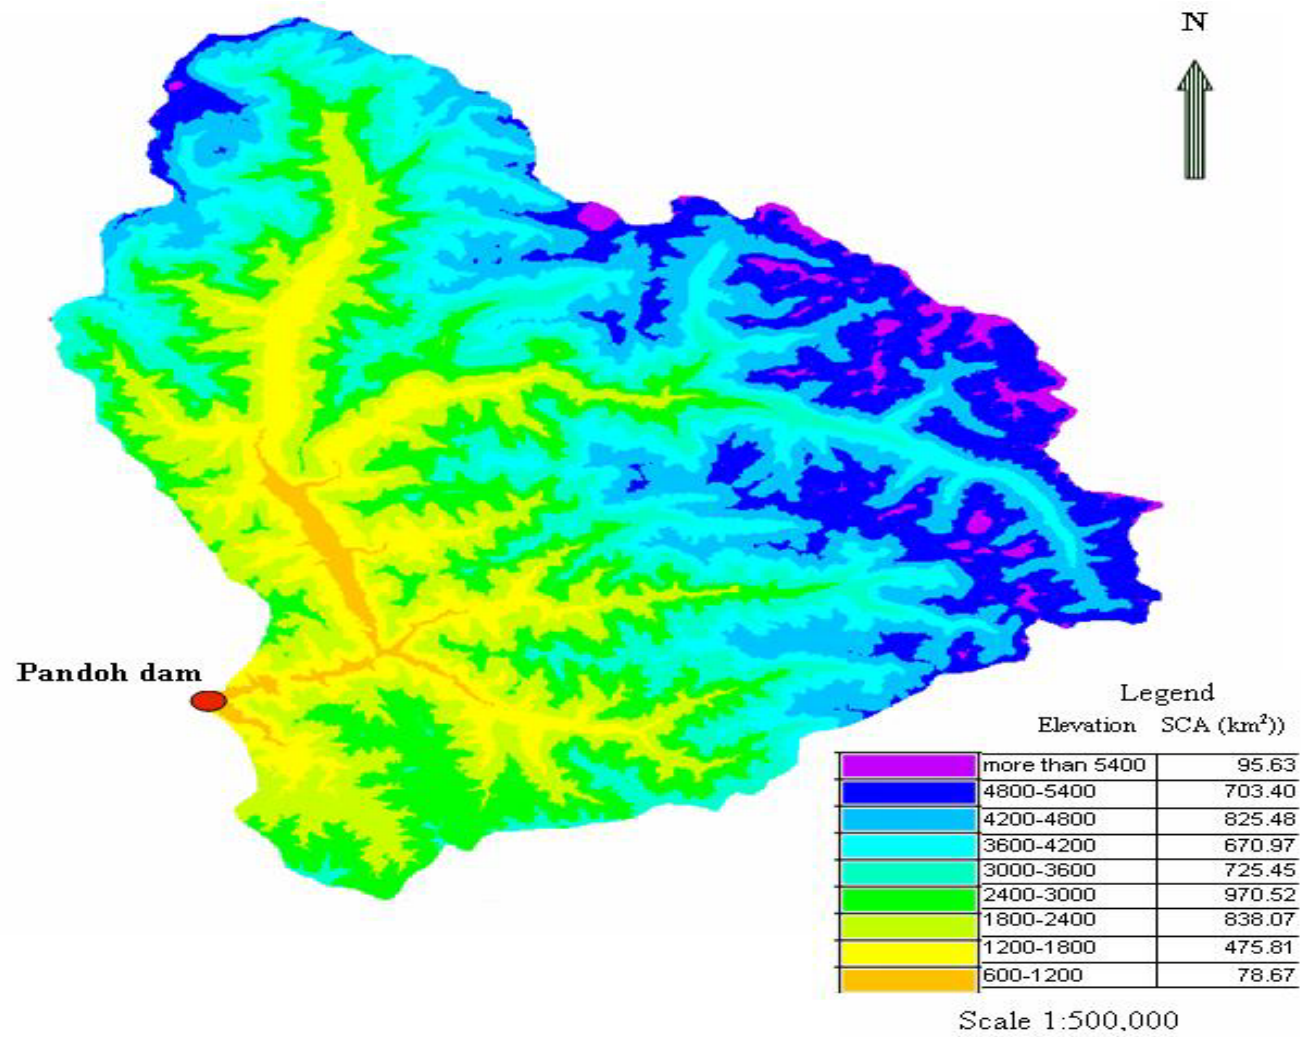 N
Pandoh dam
Legend
Elevation SCA (km²))
more than 5400 95.63
4800-5400 703.40
4200-4800 825.48
3600-4200 670.97
3000-3600 725.45
2400-3000 970.52
1800-2400 838.07
1200-1800 475.81
600-1200 78.67
Scale 1:500,000